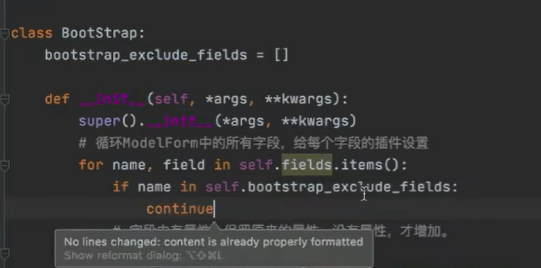 class BootStrap:
bootstrap_exclude_fields = []
def __init__(self, *args, **kwargs):
super().__init__(*args, **kwargs)
# 循环ModelForm中的所有字段，给每个字段的插件设置
for name, field in self.fields.items():
if name in self.bootstrap_exclude_fields:
continue
# 字段中有属性，保留原来的属性，没有属性，才增加。
No lines changed: content is already properly formatted
Show reformat dialog: ⌥⇧⌘L